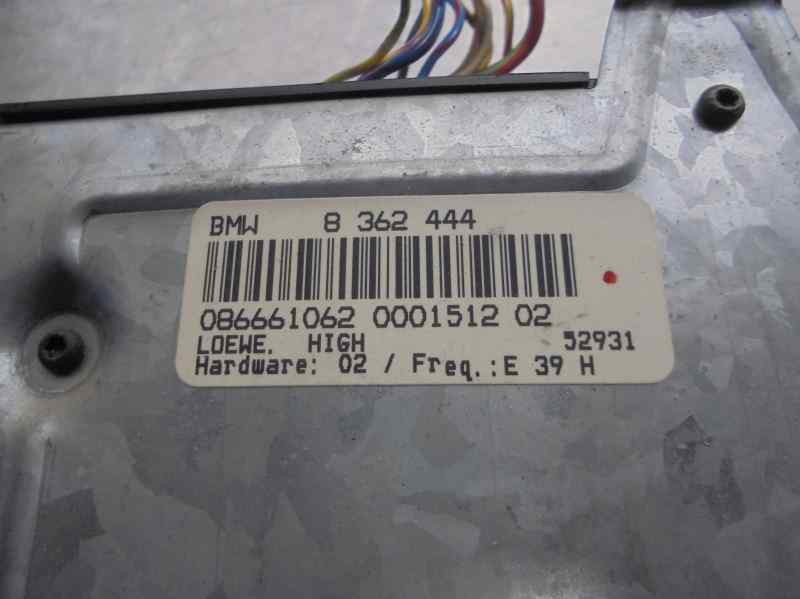 BMW 8 362 444
086661062 0001512 02
LOEWE. HIGH 52931
Hardware: 02 / Freq.:E 39 H